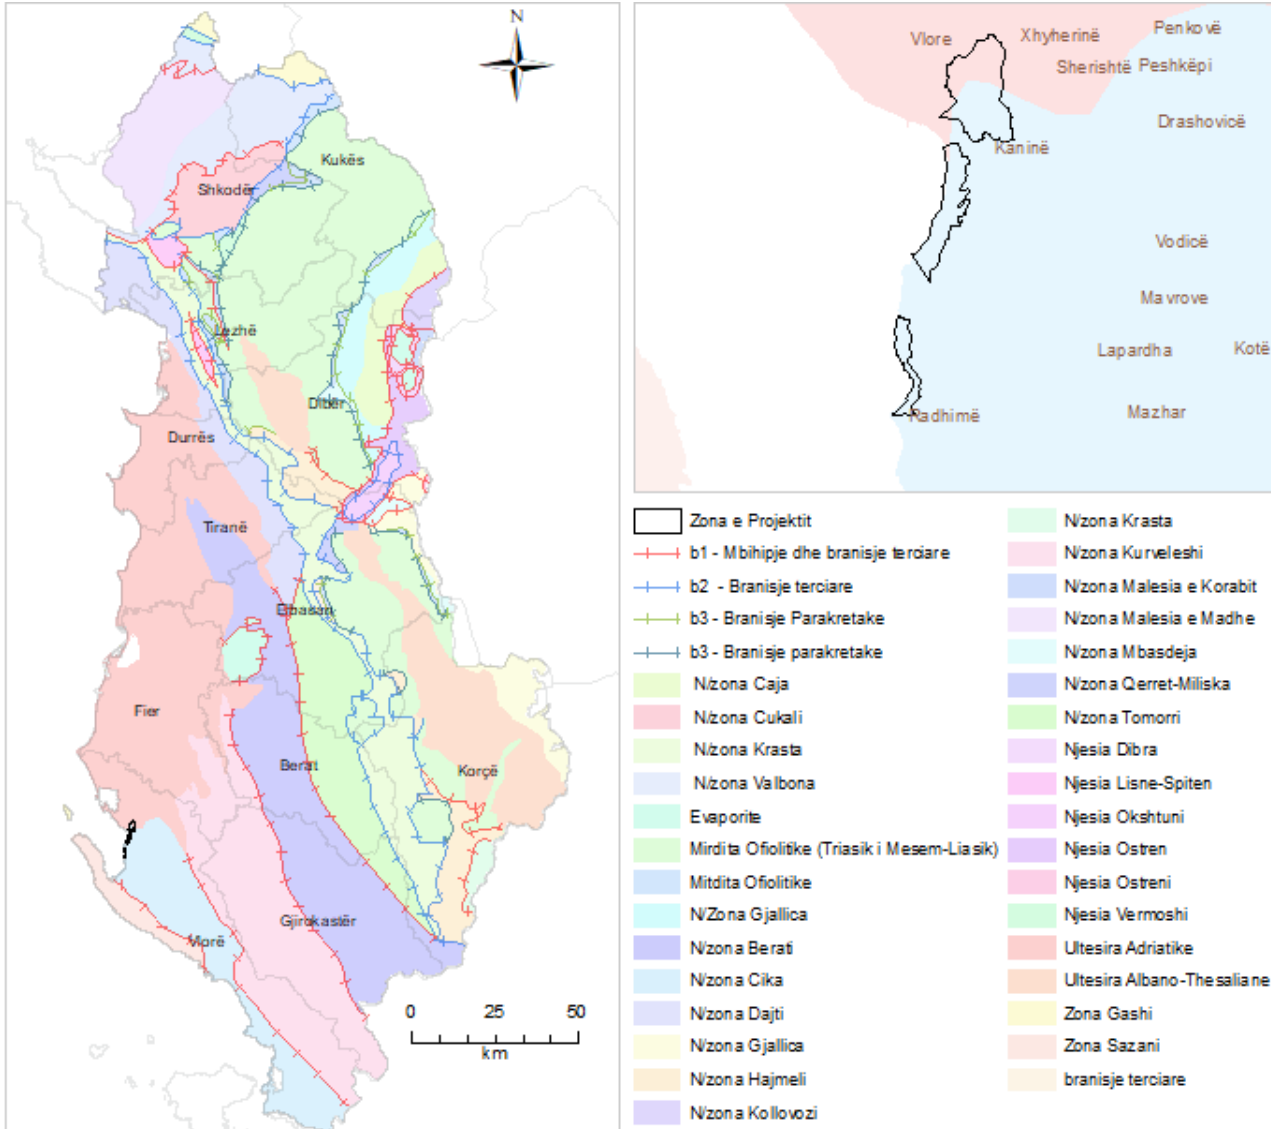 N
Kukës
Shkodër
Lezhë
Dibër
Durrës
Tiranë
Elbasan
Fier
Berat
Korçë
Gjirokastër
Vlorë
0 25 50
km
Vlore
Xhyherinë
Penkovë
Sherishtë
Peshkëpi
Drashovicë
Kaninë
Vodicë
Mavrove
Lapardha
Kotë
Radhimë
Mazhar
Zona e Projektit
b1 - Mbihipje dhe branisje terciare
b2 - Branisje terciare
b3 - Branisje Parakretake
b3 - Branisje parakretake
N/zona Caja
N/zona Cukali
N/zona Krasta
N/zona Valbona
Evaporite
Mirdita Ofiolitike (Triasik i Mesem-Liasik)
Mitdita Ofiolitike
N/Zona Gjallica
N/zona Berati
N/zona Cika
N/zona Dajti
N/zona Gjallica
N/zona Hajmeli
N/zona Kollovozi
N/zona Krasta
N/zona Kurveleshi
N/zona Malesia e Korabit
N/zona Malesia e Madhe
N/zona Mbasdeja
N/zona Qerret-Miliska
N/zona Tomorri
Njesia Dibra
Njesia Lisne-Spiten
Njesia Okshtuni
Njesia Ostren
Njesia Ostreni
Njesia Vermoshi
Ultesira Adriatike
Ultesira Albano-Thesaliane
Zona Gashi
Zona Sazani
branisje terciare